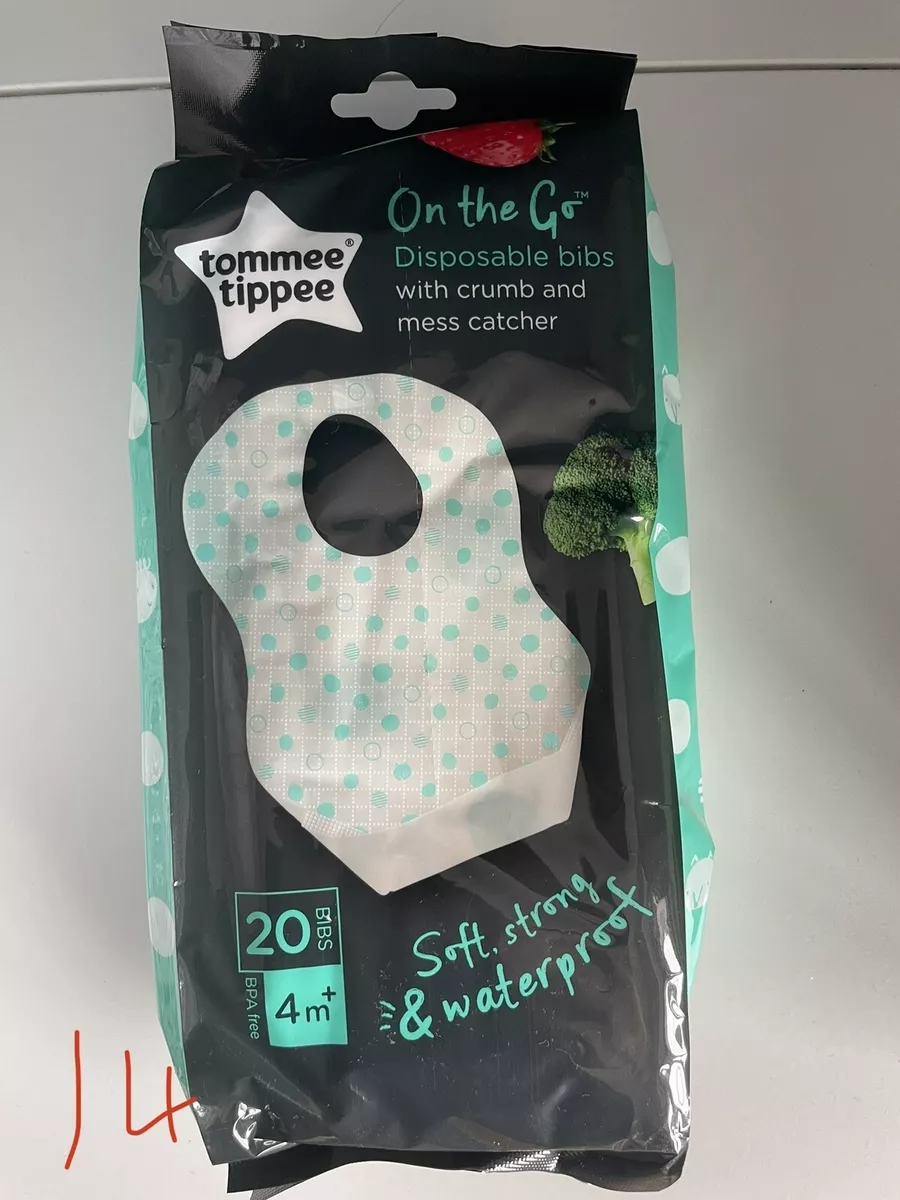 On the Go™
tommee®
tippee
Disposable bibs
with crumb and
mess catcher
20 BIBS
BPA free
4m+
Soft, strong
& waterproof
14